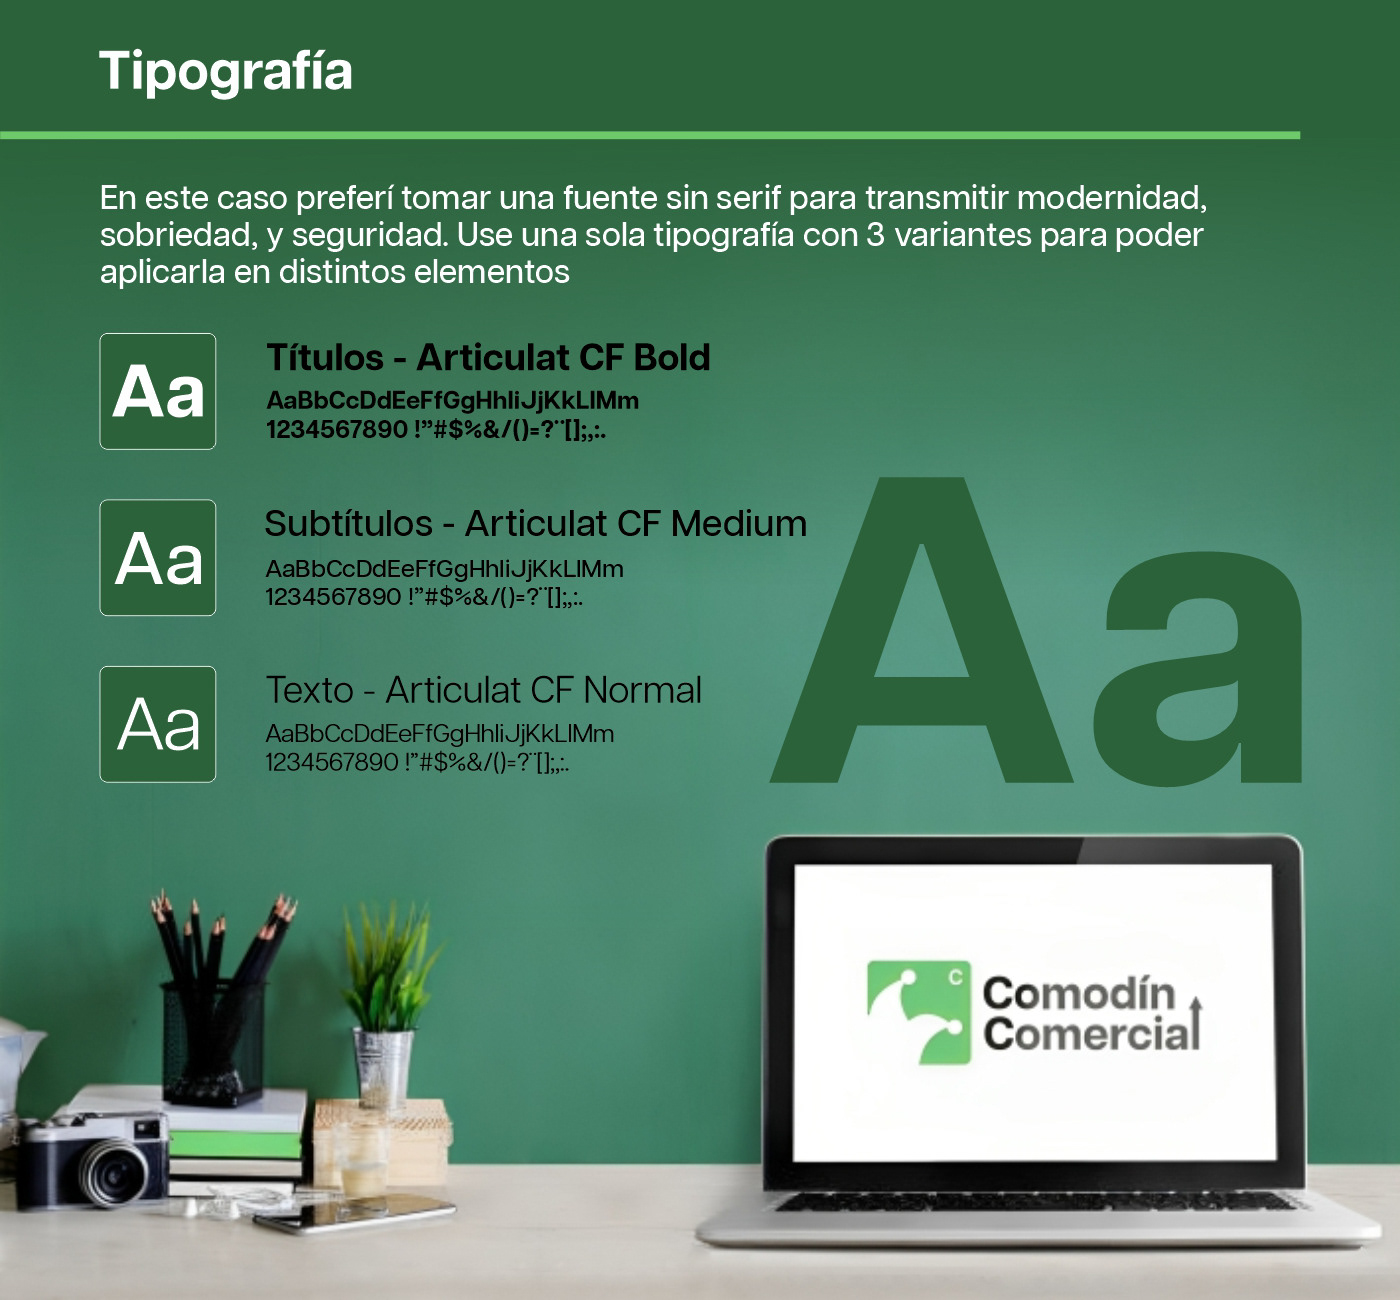 Tipografía
En este caso preferí tomar una fuente sin serif para transmitir modernidad,
sobriedad, y seguridad. Use una sola tipografía con 3 variantes para poder
aplicarla en distintos elementos
Aa
Títulos - Articulat CF Bold
AaBbCcDdEeFfGgHhIiJjKkLlMm
1234567890 !”#$%&/()=?¨[];,:.
Aa
Subtítulos - Articulat CF Medium
AaBbCcDdEeFfGgHhIiJjKkLlMm
1234567890 !”#$%&/()=?¨[];,:.
Aa
Texto - Articulat CF Normal
AaBbCcDdEeFfGgHhIiJjKkLlMm
1234567890 !”#$%&/()=?¨[];,:.
Aa
C
Comodín
Comercial